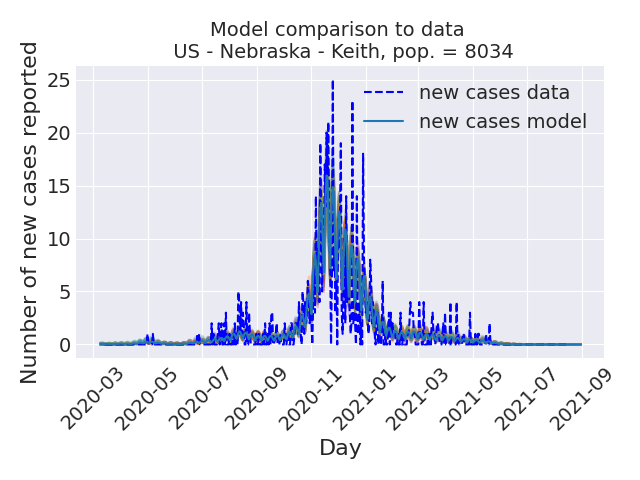 Model comparison to data
US - Nebraska - Keith, pop. = 8034
Number of new cases reported
25
20
15
10
5
0
new cases data
new cases model
2020-03
2020-05
2020-07
2020-09
2020-11
2021-01
2021-03
2021-05
2021-07
2021-09
Day